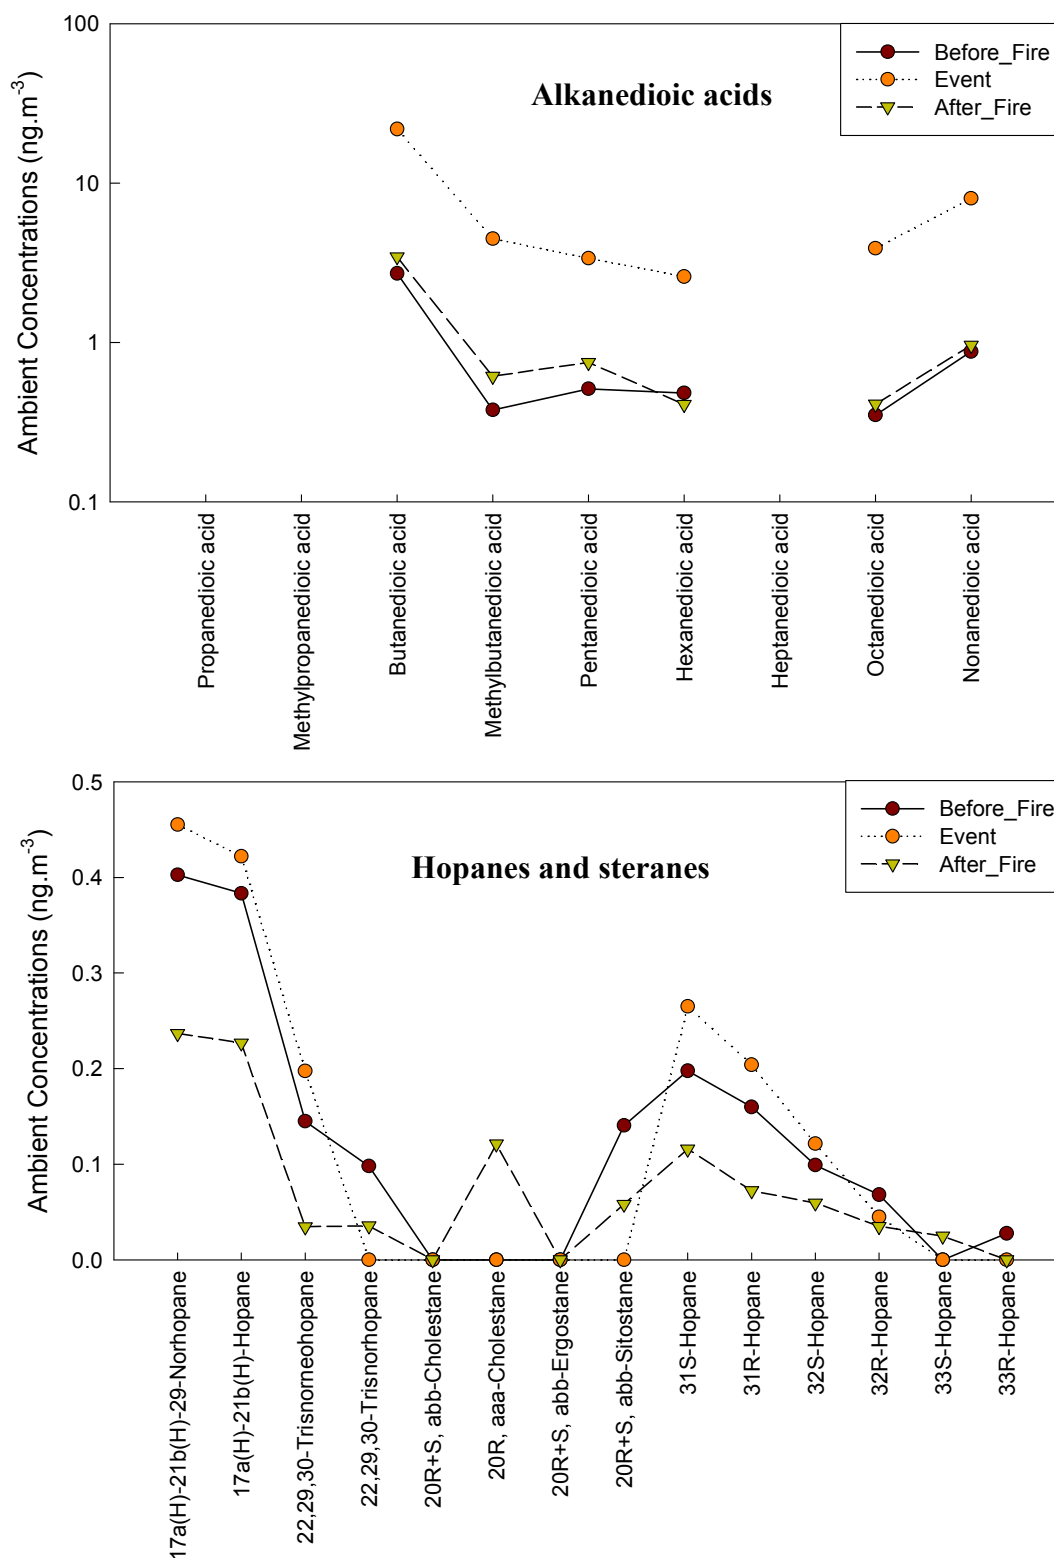 100
10
1
0.1
Ambient Concentrations (ng.m-3)
Alkanedioic acids
Before_Fire
Event
After_Fire
Propanedioic acid
Methylpropanedioic acid
Butanedioic acid
Methylbutanedioic acid
Pentanedioic acid
Hexanedioic acid
Heptanedioic acid
Octanedioic acid
Nonanedioic acid
0.5
0.4
0.3
0.2
0.1
0.0
Ambient Concentrations (ng.m-3)
Hopanes and steranes
Before_Fire
Event
After_Fire
17a(H)-21b(H)-29-Norhopane
17a(H)-21b(H)-Hopane
22,29,30-Trisnorneohopane
22,29,30-Trisnorhopane
20R+S, abb-Cholestane
20R, aaa-Cholestane
20R+S, abb-Ergostane
20R+S, abb-Sitostane
31S-Hopane
31R-Hopane
32S-Hopane
32R-Hopane
33S-Hopane
33R-Hopane